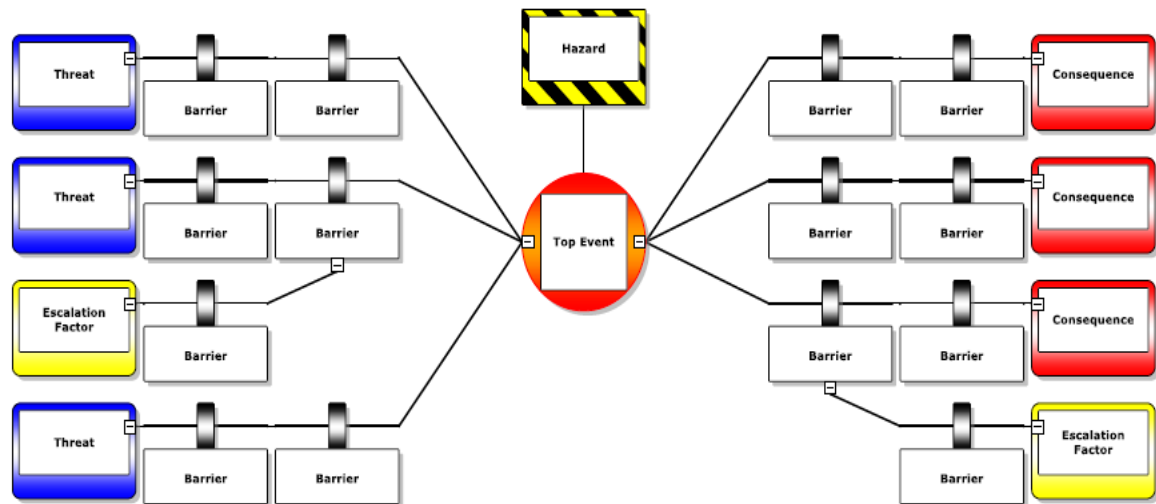 Hazard
Threat
Barrier
Barrier
Barrier
Barrier
Consequence
Threat
Barrier
Barrier
Top Event
Barrier
Barrier
Consequence
Escalation
Factor
Barrier
Barrier
Barrier
Consequence
Threat
Barrier
Barrier
Barrier
Escalation
Factor